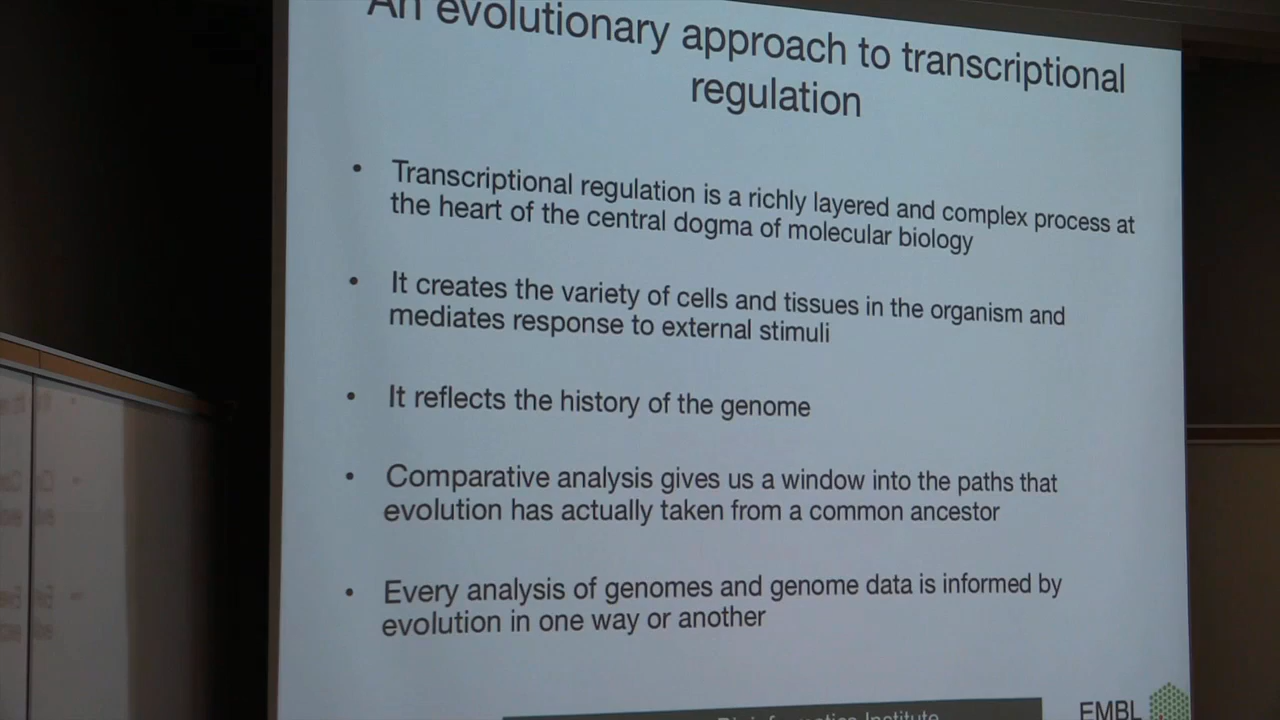 An evolutionary approach to transcriptional
regulation
• Transcriptional regulation is a richly layered and complex process at
the heart of the central dogma of molecular biology
• It creates the variety of cells and tissues in the organism and
mediates response to external stimuli
• It reflects the history of the genome
• Comparative analysis gives us a window into the paths that
evolution has actually taken from a common ancestor
• Every analysis of genomes and genome data is informed by
evolution in one way or another
Bioinformatics Institute
EMBL